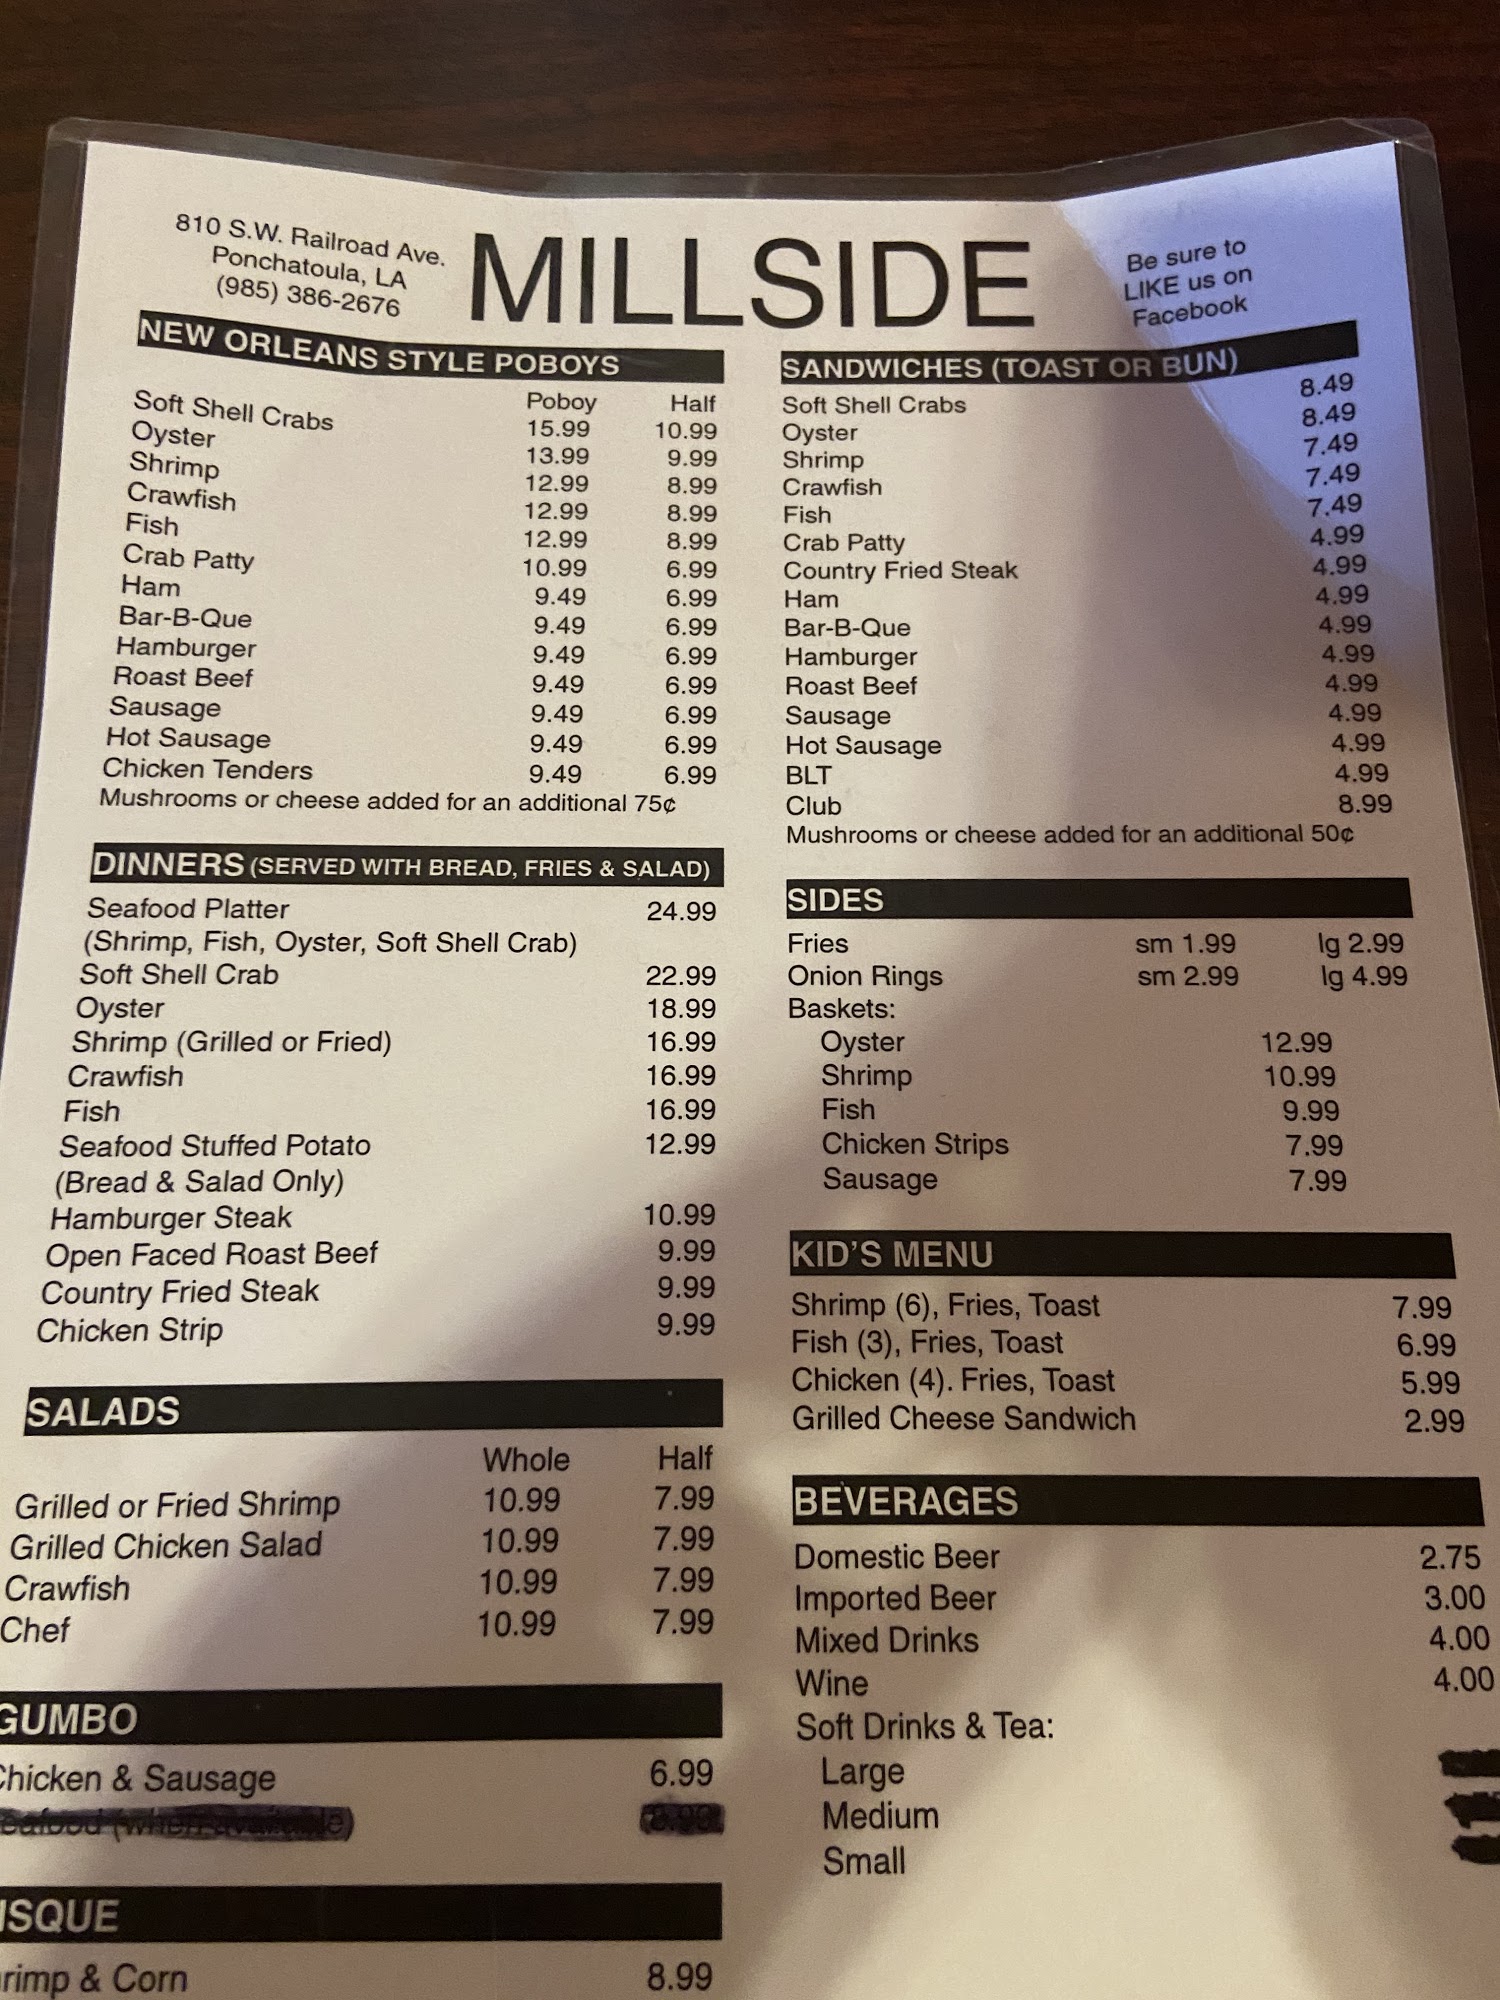 810 S.W. Railroad Ave.
Ponchatoula, LA
(985) 386-2676
MILLSIDE
Be sure to
LIKE us on
Facebook
NEW ORLEANS STYLE POBOYS
Poboy Half
Soft Shell Crabs 15.99 10.99
Oyster 13.99 9.99
Shrimp 12.99 8.99
Crawfish 12.99 8.99
Fish 12.99 8.99
Crab Patty 10.99 6.99
Ham 9.49 6.99
Bar-B-Que 9.49 6.99
Hamburger 9.49 6.99
Roast Beef 9.49 6.99
Sausage 9.49 6.99
Hot Sausage 9.49 6.99
Chicken Tenders 9.49 6.99
Mushrooms or cheese added for an additional 75¢
DINNERS (SERVED WITH BREAD, FRIES & SALAD)
Seafood Platter 24.99
(Shrimp, Fish, Oyster, Soft Shell Crab)
Soft Shell Crab 22.99
Oyster 18.99
Shrimp (Grilled or Fried) 16.99
Crawfish 16.99
Fish 16.99
Seafood Stuffed Potato 12.99
(Bread & Salad Only)
Hamburger Steak 10.99
Open Faced Roast Beef 9.99
Country Fried Steak 9.99
Chicken Strip 9.99
SALADS
Whole Half
Grilled or Fried Shrimp 10.99 7.99
Grilled Chicken Salad 10.99 7.99
Crawfish 10.99 7.99
Chef 10.99 7.99
GUMBO
Chicken & Sausage 6.99
ISQUE
rimp & Corn 8.99
SANDWICHES (TOAST OR BUN)
Soft Shell Crabs 8.49
Oyster 8.49
Shrimp 7.49
Crawfish 7.49
Fish 7.49
Crab Patty 4.99
Country Fried Steak 4.99
Ham 4.99
Bar-B-Que 4.99
Hamburger 4.99
Roast Beef 4.99
Sausage 4.99
Hot Sausage 4.99
BLT 4.99
Club 8.99
Mushrooms or cheese added for an additional 50¢
SIDES
Fries sm 1.99 lg 2.99
Onion Rings sm 2.99 lg 4.99
Baskets:
Oyster 12.99
Shrimp 10.99
Fish 9.99
Chicken Strips 7.99
Sausage 7.99
KID'S MENU
Shrimp (6), Fries, Toast 7.99
Fish (3), Fries, Toast 6.99
Chicken (4). Fries, Toast 5.99
Grilled Cheese Sandwich 2.99
BEVERAGES
Domestic Beer 2.75
Imported Beer 3.00
Mixed Drinks 4.00
Wine 4.00
Soft Drinks & Tea:
Large
Medium
Small